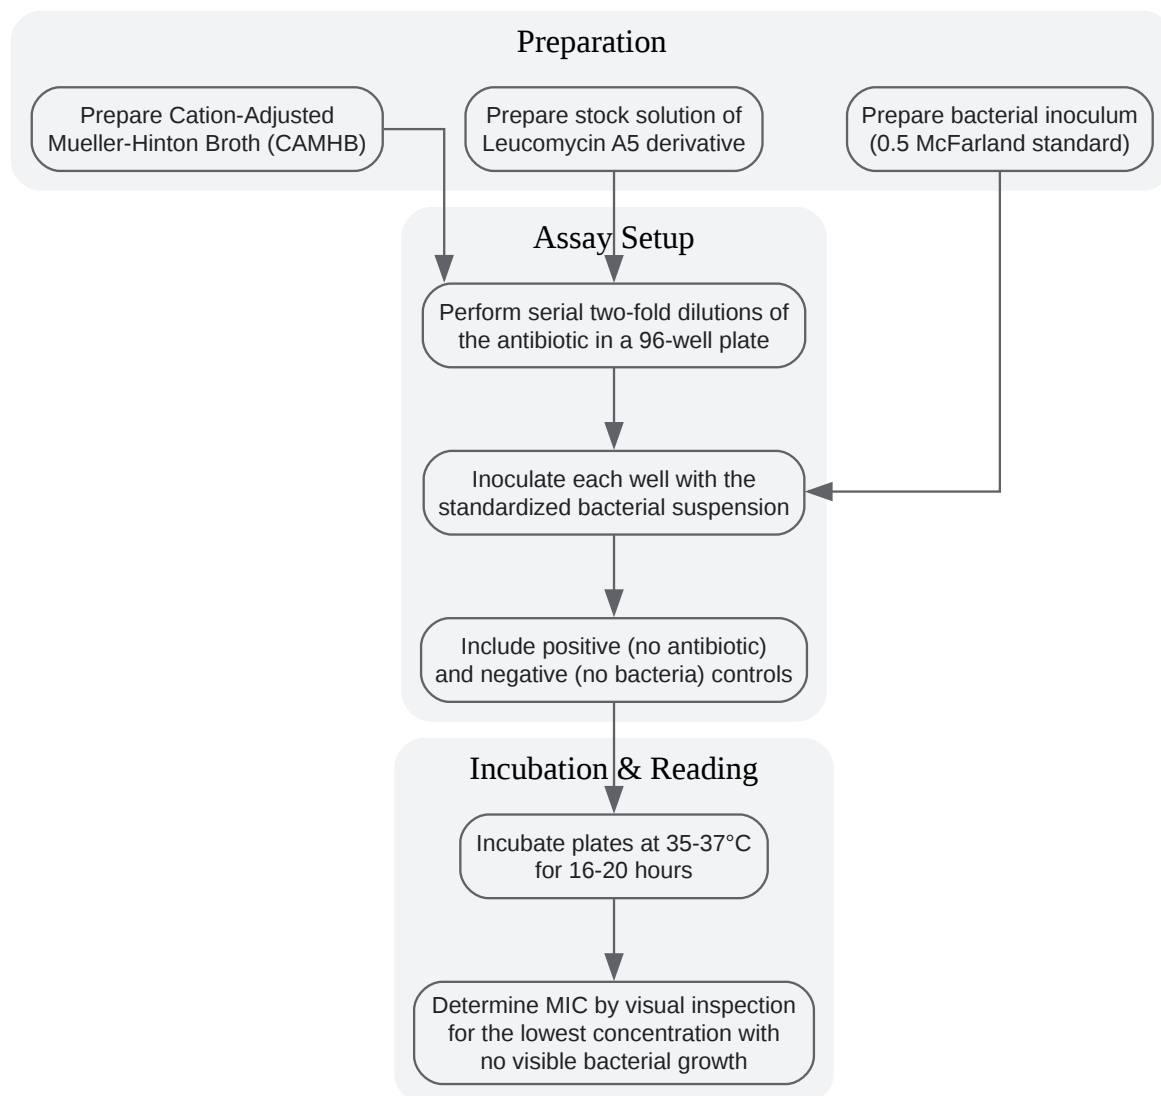 Preparation
Prepare Cation-Adjusted
Mueller-Hinton Broth (CAMHB)
Prepare stock solution of
Leucomycin A5 derivative
Prepare bacterial inoculum
(0.5 McFarland standard)
Assay Setup
Perform serial two-fold dilutions of
the antibiotic in a 96-well plate
Inoculate each well with the
standardized bacterial suspension
Include positive (no antibiotic)
and negative (no bacteria) controls
Incubation & Reading
Incubate plates at 35-37°C
for 16-20 hours
Determine MIC by visual inspection
for the lowest concentration with
no visible bacterial growth